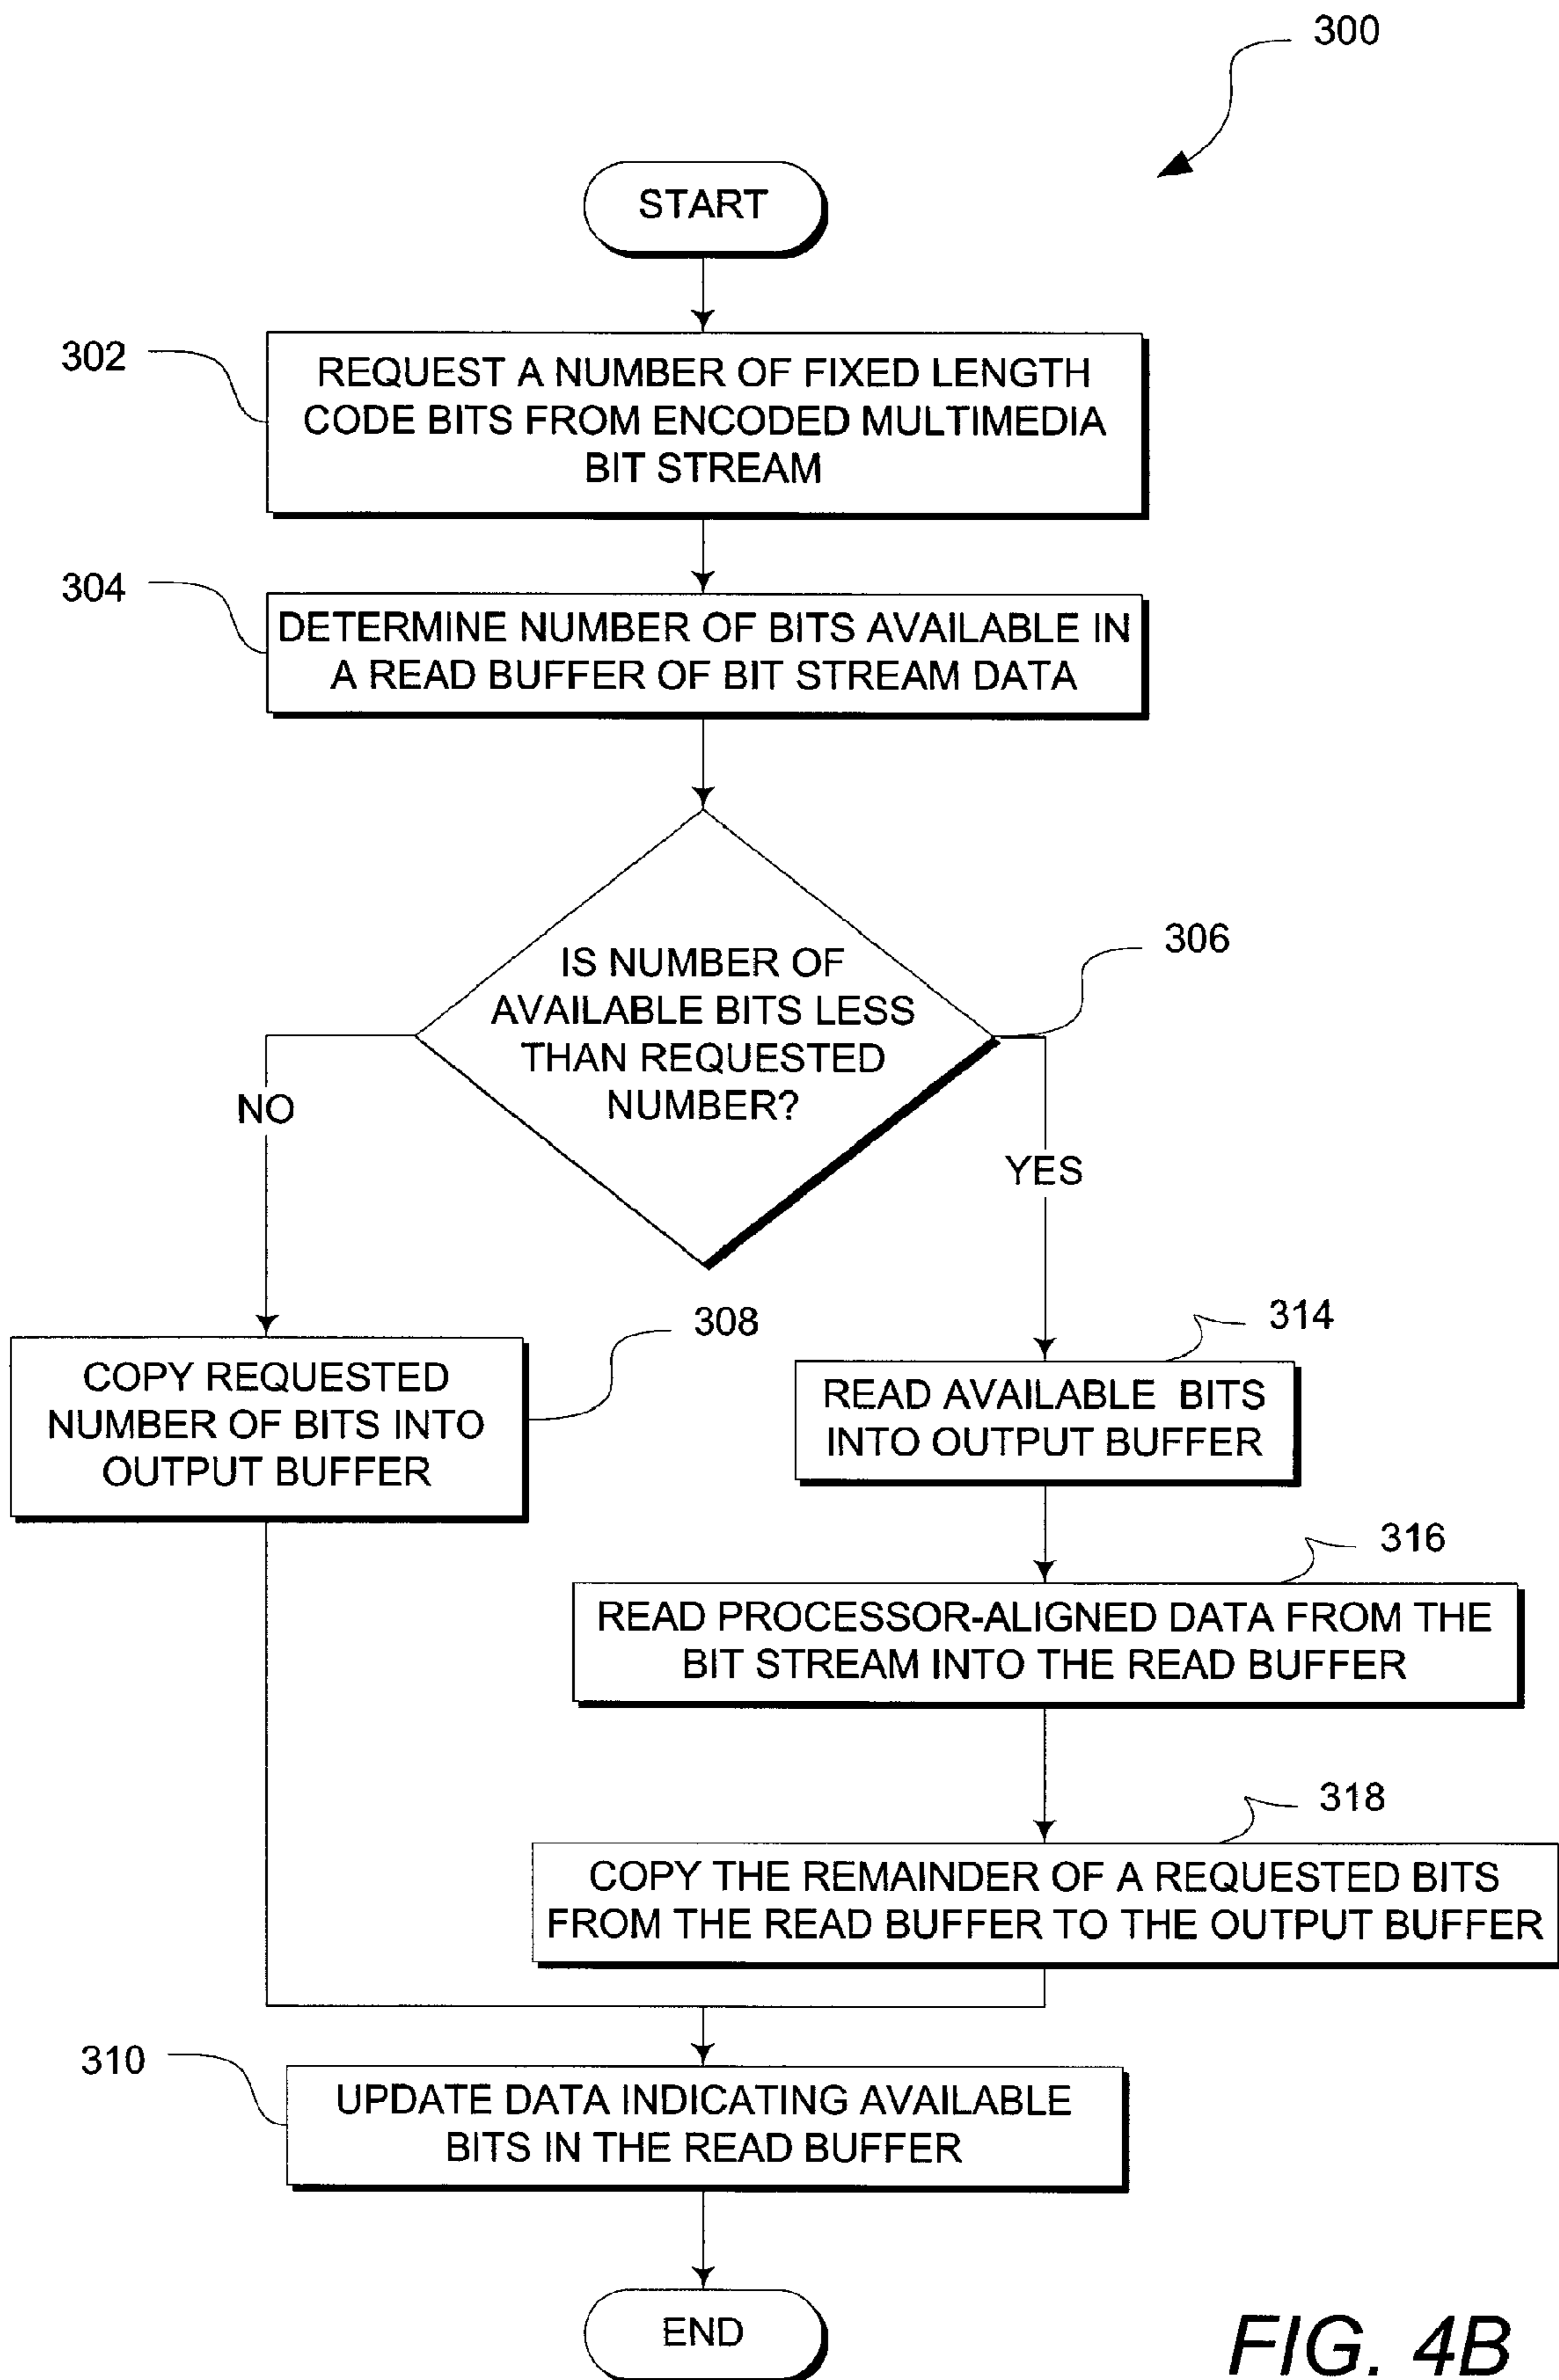 300
START
302
REQUEST A NUMBER OF FIXED LENGTH
CODE BITS FROM ENCODED MULTIMEDIA
BIT STREAM
304
DETERMINE NUMBER OF BITS AVAILABLE IN
A READ BUFFER OF BIT STREAM DATA
306
IS NUMBER OF
AVAILABLE BITS LESS
THAN REQUESTED
NUMBER?
NO
YES
308
COPY REQUESTED
NUMBER OF BITS INTO
OUTPUT BUFFER
314
READ AVAILABLE BITS
INTO OUTPUT BUFFER
316
READ PROCESSOR-ALIGNED DATA FROM THE
BIT STREAM INTO THE READ BUFFER
318
COPY THE REMAINDER OF A REQUESTED BITS
FROM THE READ BUFFER TO THE OUTPUT BUFFER
310
UPDATE DATA INDICATING AVAILABLE
BITS IN THE READ BUFFER
END
FIG. 4B